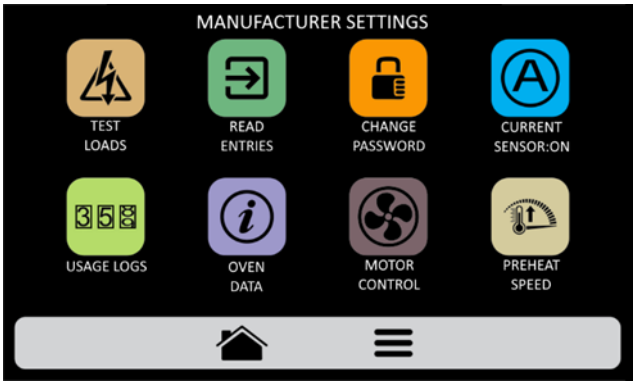 MANUFACTURER SETTINGS
TEST
LOADS
READ
ENTRIES
CHANGE
PASSWORD
A
CURRENT
SENSOR:ON
358
USAGE LOGS
i
OVEN
DATA
MOTOR
CONTROL
PREHEAT
SPEED